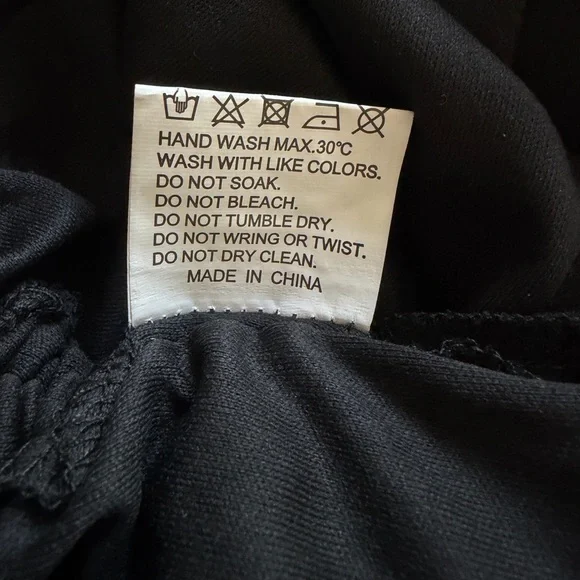 HAND WASH MAX.30℃
WASH WITH LIKE COLORS.
DO NOT SOAK.
DO NOT BLEACH.
DO NOT TUMBLE DRY.
DO NOT WRING OR TWIST.
DO NOT DRY CLEAN.
MADE IN CHINA